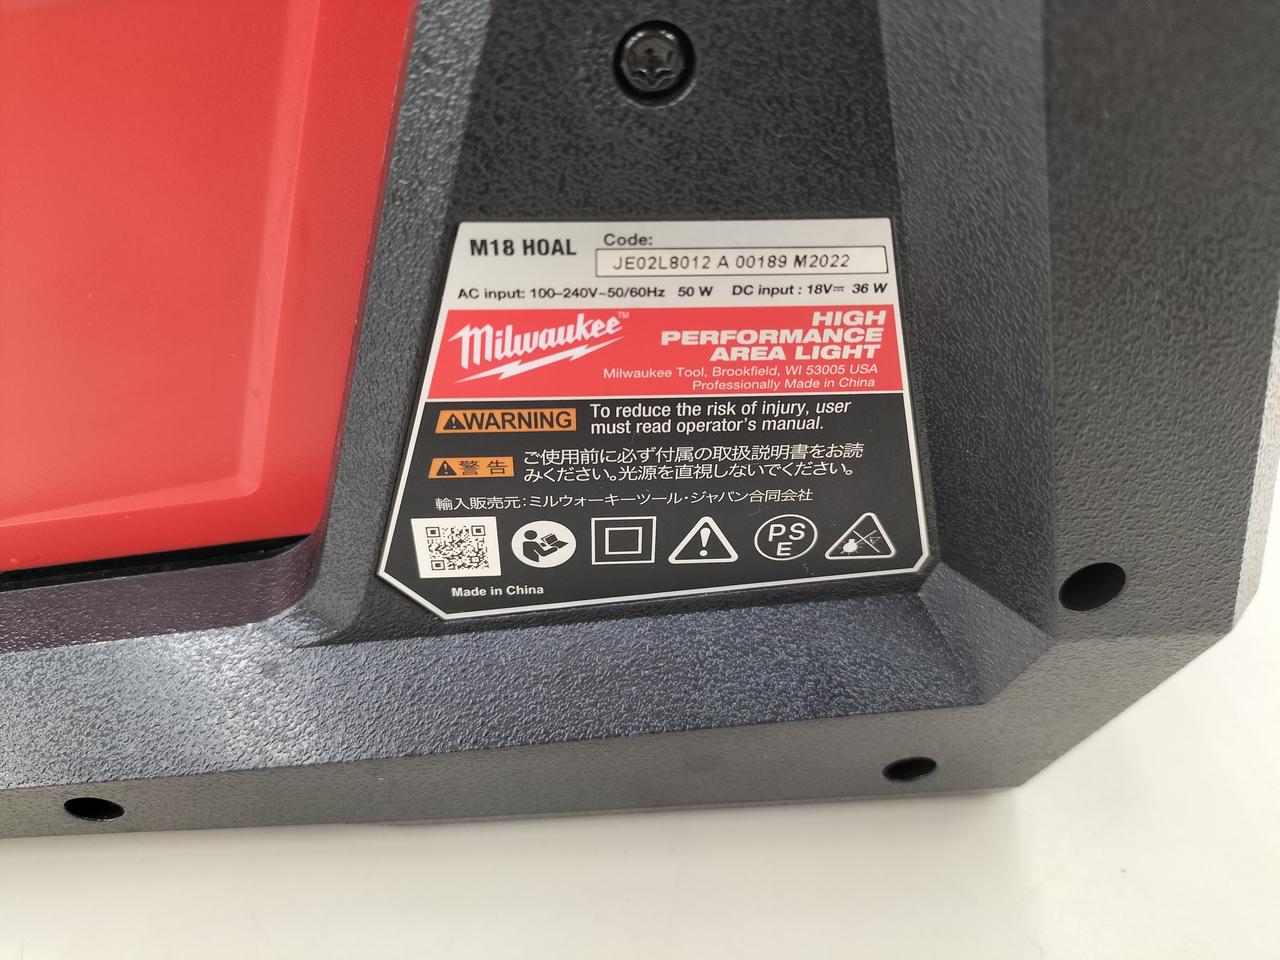 M18 HOAL
Code:
JE02L8012 A 00189 M2022
AC input: 100–240V~50/60Hz 50 W DC input : 18V⎓ 36 W
Milwaukee™
HIGH
PERFORMANCE
AREA LIGHT
Milwaukee Tool, Brookfield, WI 53005 USA
Professionally Made in China
⚠WARNING
To reduce the risk of injury, user
must read operator's manual.
⚠警告
ご使用前に必ず付属の取扱説明書をお読
みください。光源を直視しないでください。
輸入販売元：ミルウォーキーツール・ジャパン合同会社
PS
E
Made in China